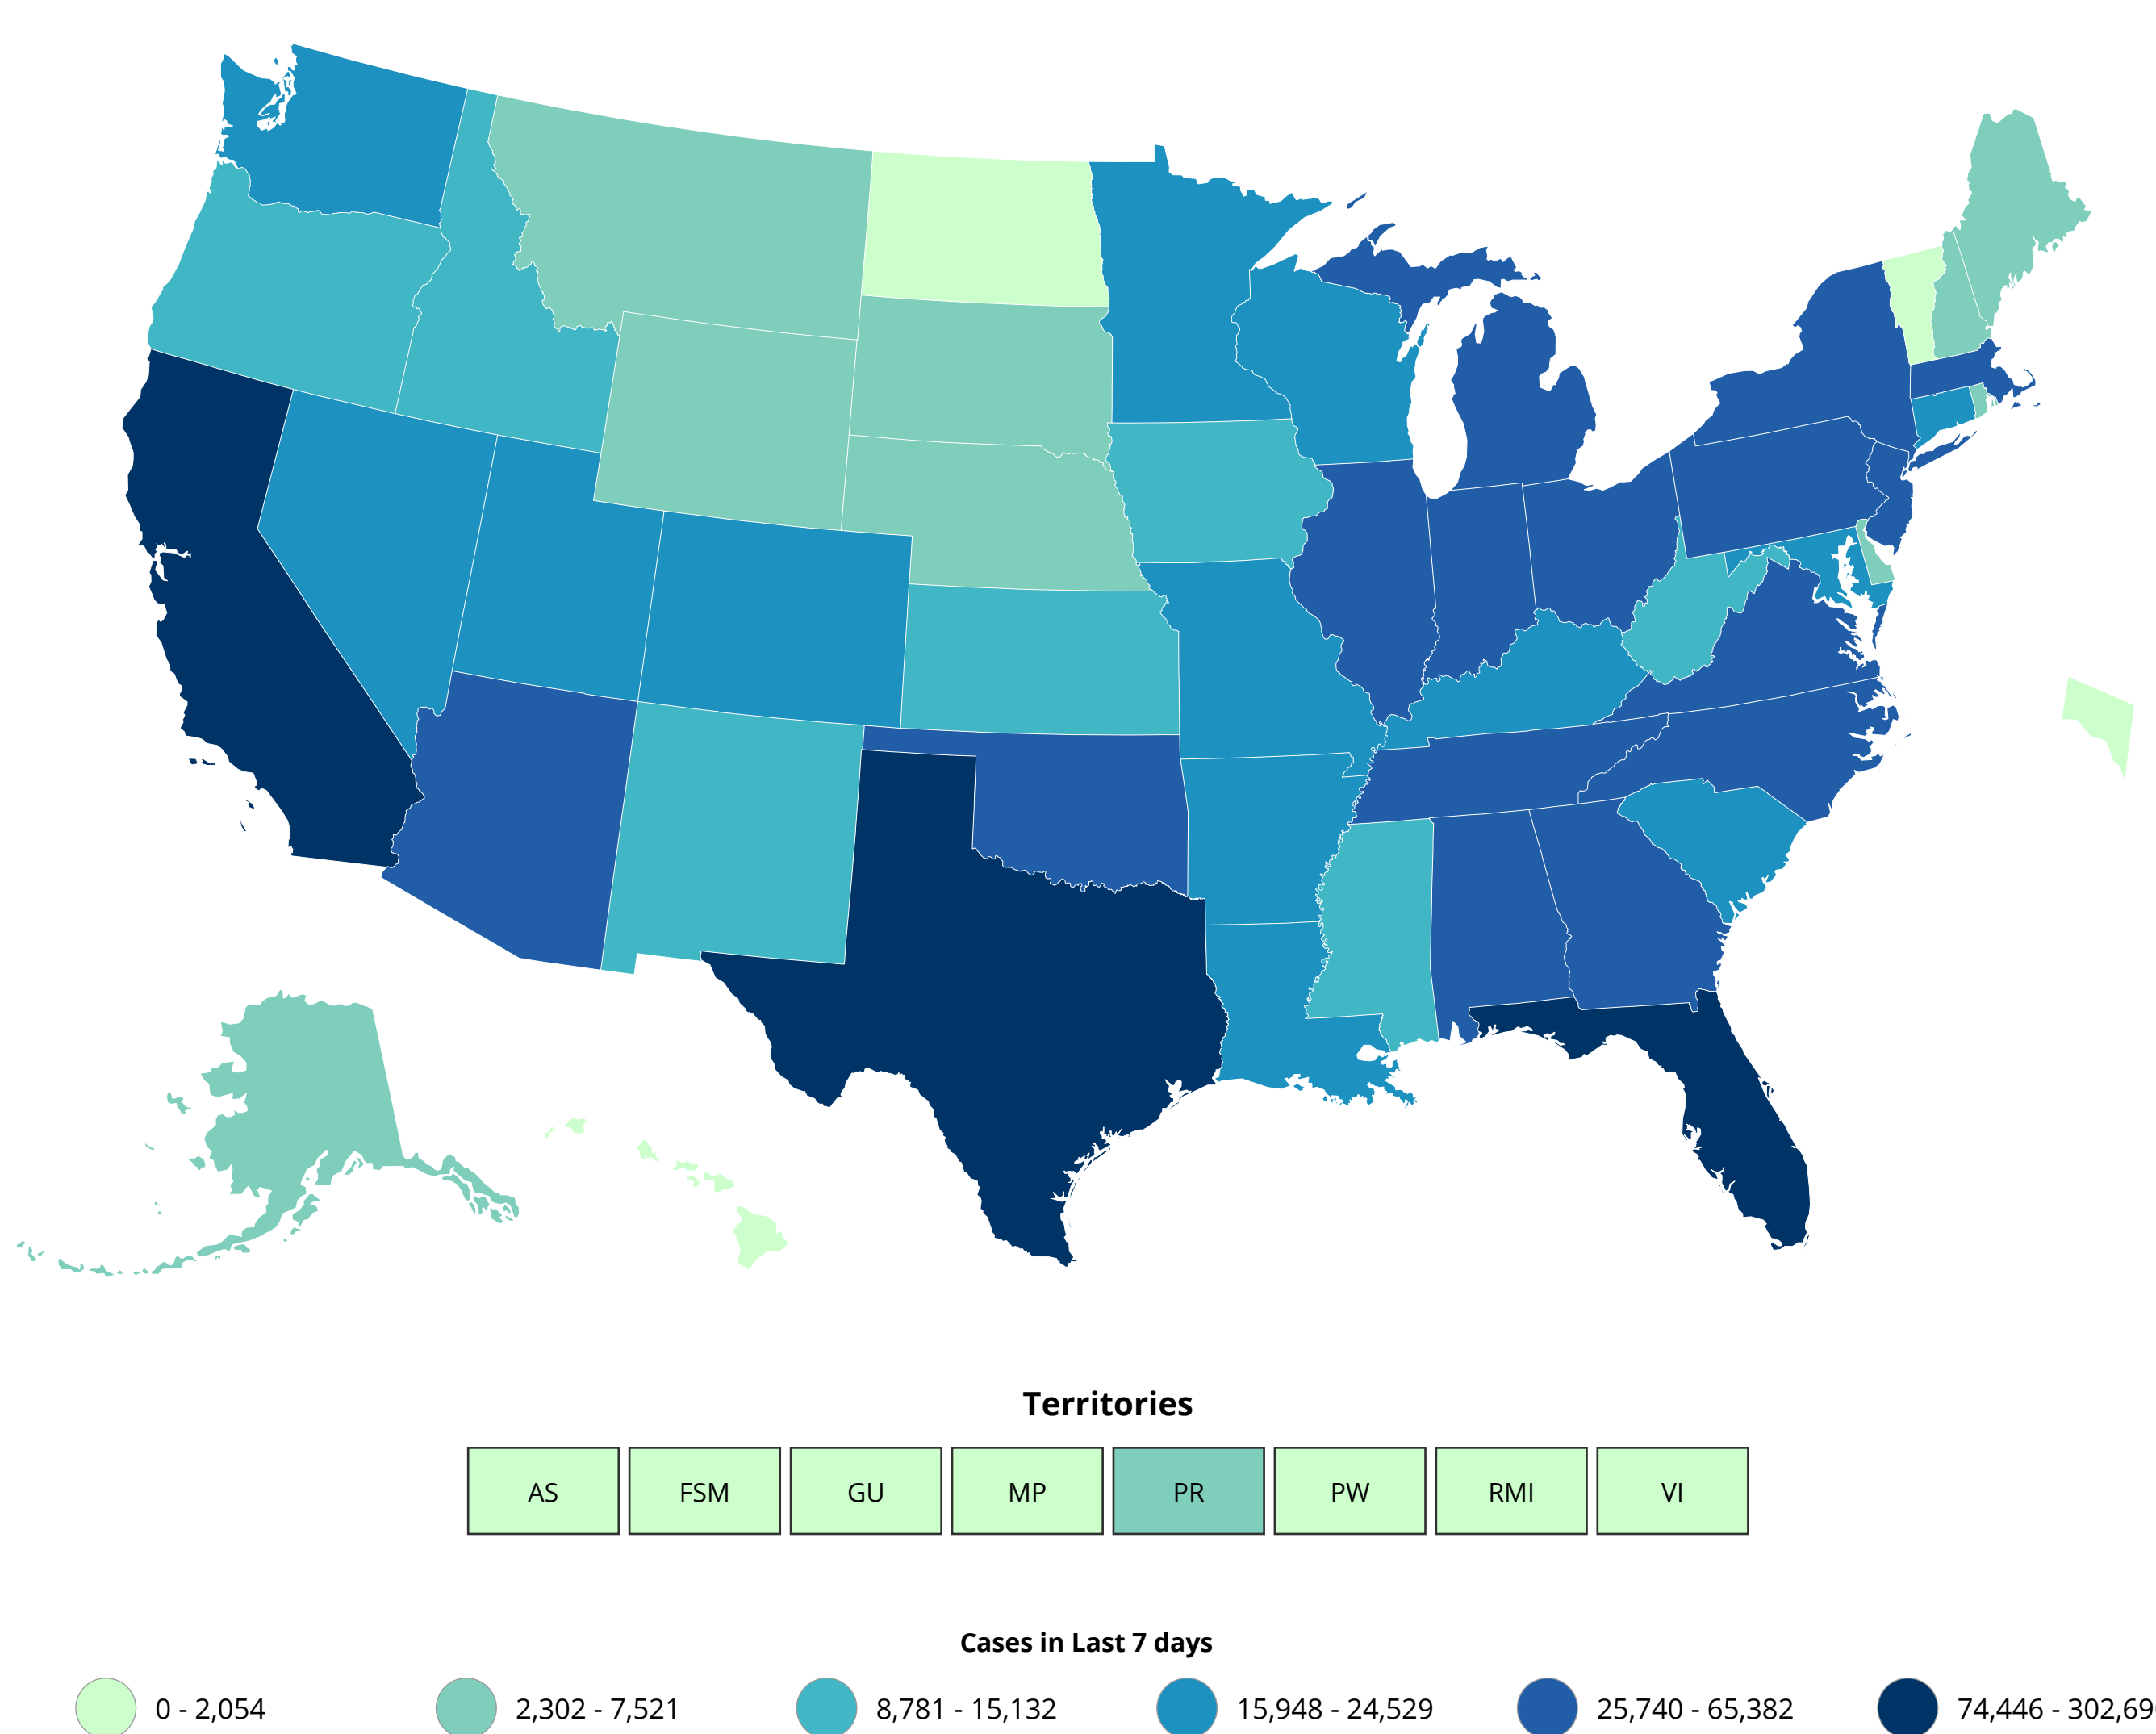 Territories
AS FSM GU MP PR PW RMI VI
Cases in Last 7 days
0 - 2,054 2,302 - 7,521 8,781 - 15,132 15,948 - 24,529 25,740 - 65,382 74,446 - 302,69